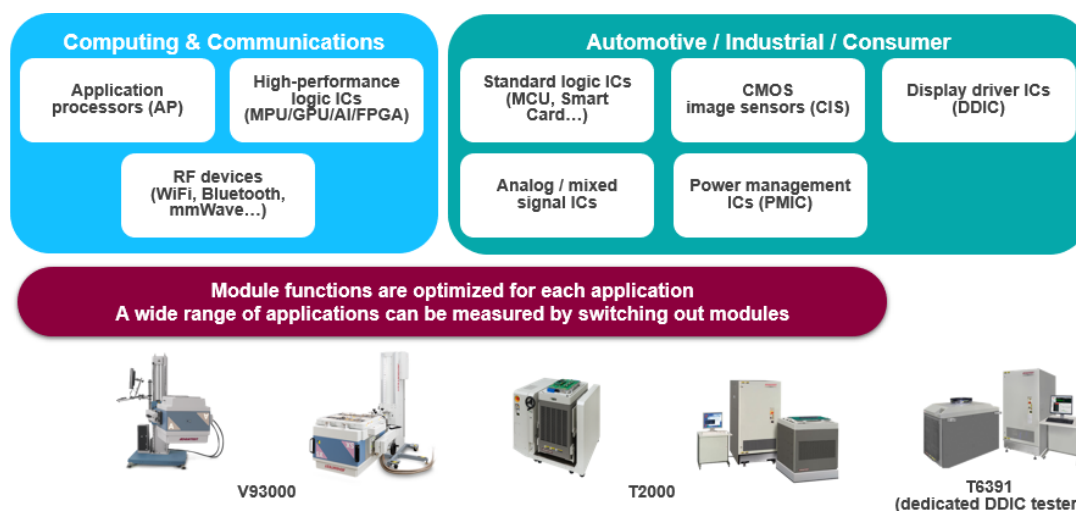 Computing & Communications
Application
processors (AP)
High-performance
logic ICs
(MPU/GPU/AI/FPGA)
RF devices
(WiFi, Bluetooth,
mmWave…)
Automotive / Industrial / Consumer
Standard logic ICs
(MCU, Smart
Card…)
CMOS
image sensors (CIS)
Display driver ICs
(DDIC)
Analog / mixed
signal ICs
Power management
ICs (PMIC)
Module functions are optimized for each application
A wide range of applications can be measured by switching out modules
V93000
T2000
T6391
(dedicated DDIC tester